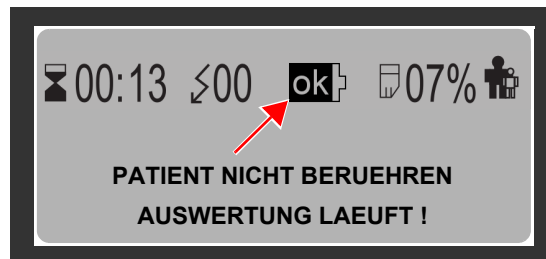 00:13 00 ok 07%
PATIENT NICHT BERUEHREN
AUSWERTUNG LAEUFT !